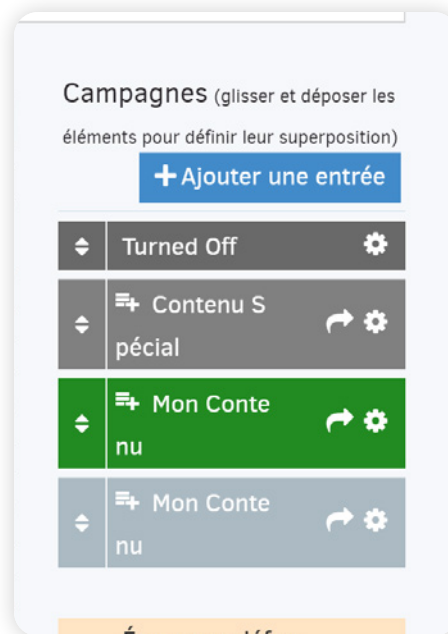 Campagnes (glisser et déposer les
éléments pour définir leur superposition)
+ Ajouter une entrée
Turned Off
Contenu S
pécial
Mon Conte
nu
Mon Conte
nu